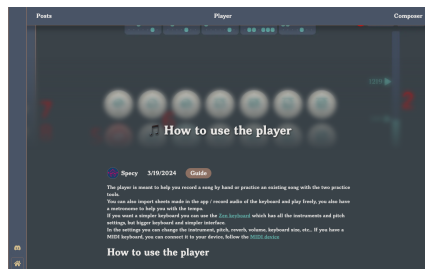 Posts Player Composer
How to use the player
Specy 3/19/2024 Guide
The player is meant to help you record a song by hand or practice an existing song with the two practice
tools.
You can also import sheets made in the app / record audio of the keyboard and play freely, you also have
a metronome to help you with the tempo.
If you want a simpler keyboard you can use the Zen keyboard which has all the instruments and pitch
settings, but bigger keyboard and simpler interface.
In the settings you can change the instrument, pitch, reverb, volume, keyboard size, etc.. If you have a
MIDI keyboard, you can connect it to your device, follow the MIDI device
How to use the player